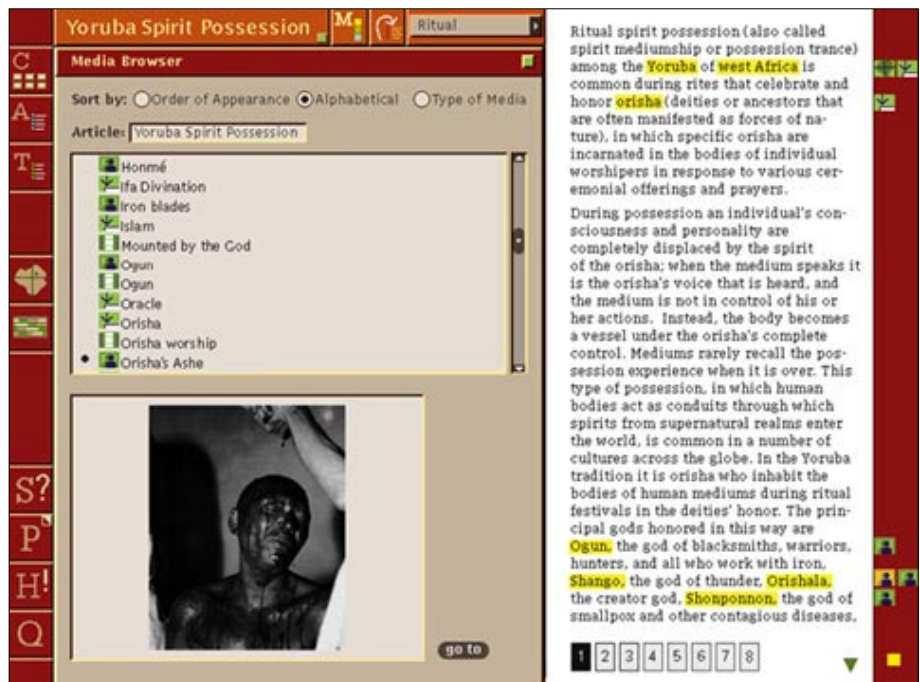 Yoruba Spirit Possession
M
Ritual
Media Browser
Sort by: Order of Appearance Alphabetical Type of Media
Article: Yoruba Spirit Possession
Honmé
Ifa Divination
Iron blades
Islam
Mounted by the God
Ogun
Ogun
Oracle
Orisha
Orisha worship
Orisha's Ashe
go to
C
A
T
S?
P
H!
Q
Ritual spirit possession (also called
spirit mediumship or possession trance)
among the Yoruba of west Africa is
common during rites that celebrate and
honor orisha (deities or ancestors that
are often manifested as forces of na-
ture), in which specific orisha are
incarnated in the bodies of individual
worshipers in response to various cer-
emonial offerings and prayers.
During possession an individual's con-
sciousness and personality are
completely displaced by the spirit
of the orisha; when the medium speaks it
is the orisha's voice that is heard, and
the medium is not in control of his or
her actions. Instead, the body becomes
a vessel under the orisha's complete
control. Mediums rarely recall the pos-
session experience when it is over. This
type of possession, in which human
bodies act as conduits through which
spirits from supernatural realms enter
the world, is common in a number of
cultures across the globe. In the Yoruba
tradition it is orisha who inhabit the
bodies of human mediums during ritual
festivals in the deities' honor. The prin-
cipal gods honored in this way are
Ogun, the god of blacksmiths, warriors,
hunters, and all who work with iron,
Shango, the god of thunder, Orishala,
the creator god, Shonponnon, the god of
smallpox and other contagious diseases,
1 2 3 4 5 6 7 8